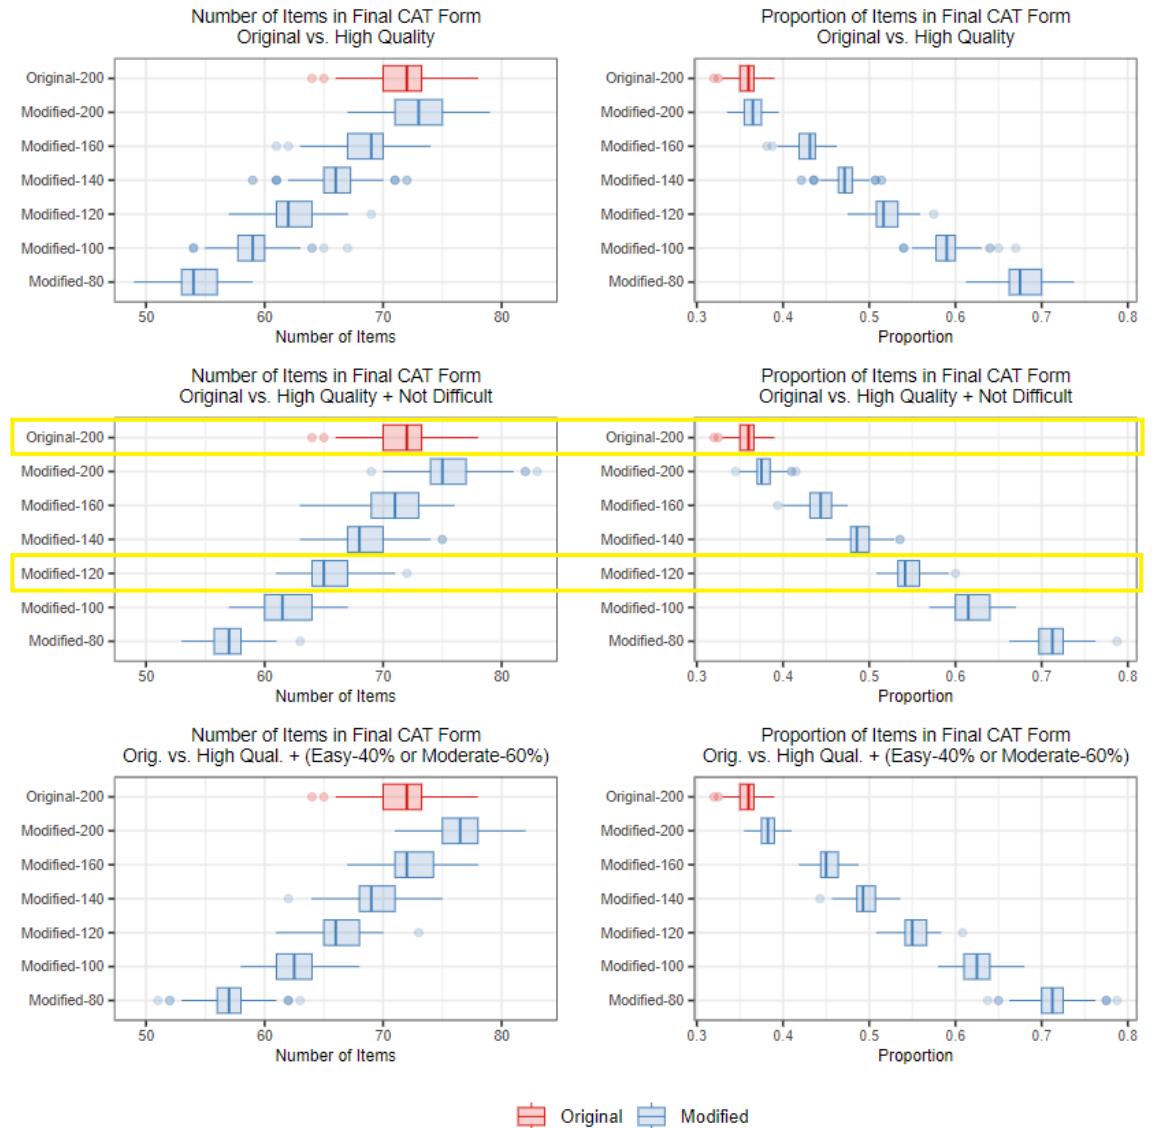 Number of Items in Final CAT Form
Original vs. High Quality
Original-200
Modified-200
Modified-160
Modified-140
Modified-120
Modified-100
Modified-80
50 60 70 80
Number of Items
Proportion of Items in Final CAT Form
Original vs. High Quality
Original-200
Modified-200
Modified-160
Modified-140
Modified-120
Modified-100
Modified-80
0.3 0.4 0.5 0.6 0.7 0.8
Proportion
Number of Items in Final CAT Form
Original vs. High Quality + Not Difficult
Original-200
Modified-200
Modified-160
Modified-140
Modified-120
Modified-100
Modified-80
50 60 70 80
Number of Items
Proportion of Items in Final CAT Form
Original vs. High Quality + Not Difficult
Original-200
Modified-200
Modified-160
Modified-140
Modified-120
Modified-100
Modified-80
0.3 0.4 0.5 0.6 0.7 0.8
Proportion
Number of Items in Final CAT Form
Orig. vs. High Qual. + (Easy-40% or Moderate-60%)
Original-200
Modified-200
Modified-160
Modified-140
Modified-120
Modified-100
Modified-80
50 60 70 80
Number of Items
Proportion of Items in Final CAT Form
Orig. vs. High Qual. + (Easy-40% or Moderate-60%)
Original-200
Modified-200
Modified-160
Modified-140
Modified-120
Modified-100
Modified-80
0.3 0.4 0.5 0.6 0.7 0.8
Proportion
Original Modified